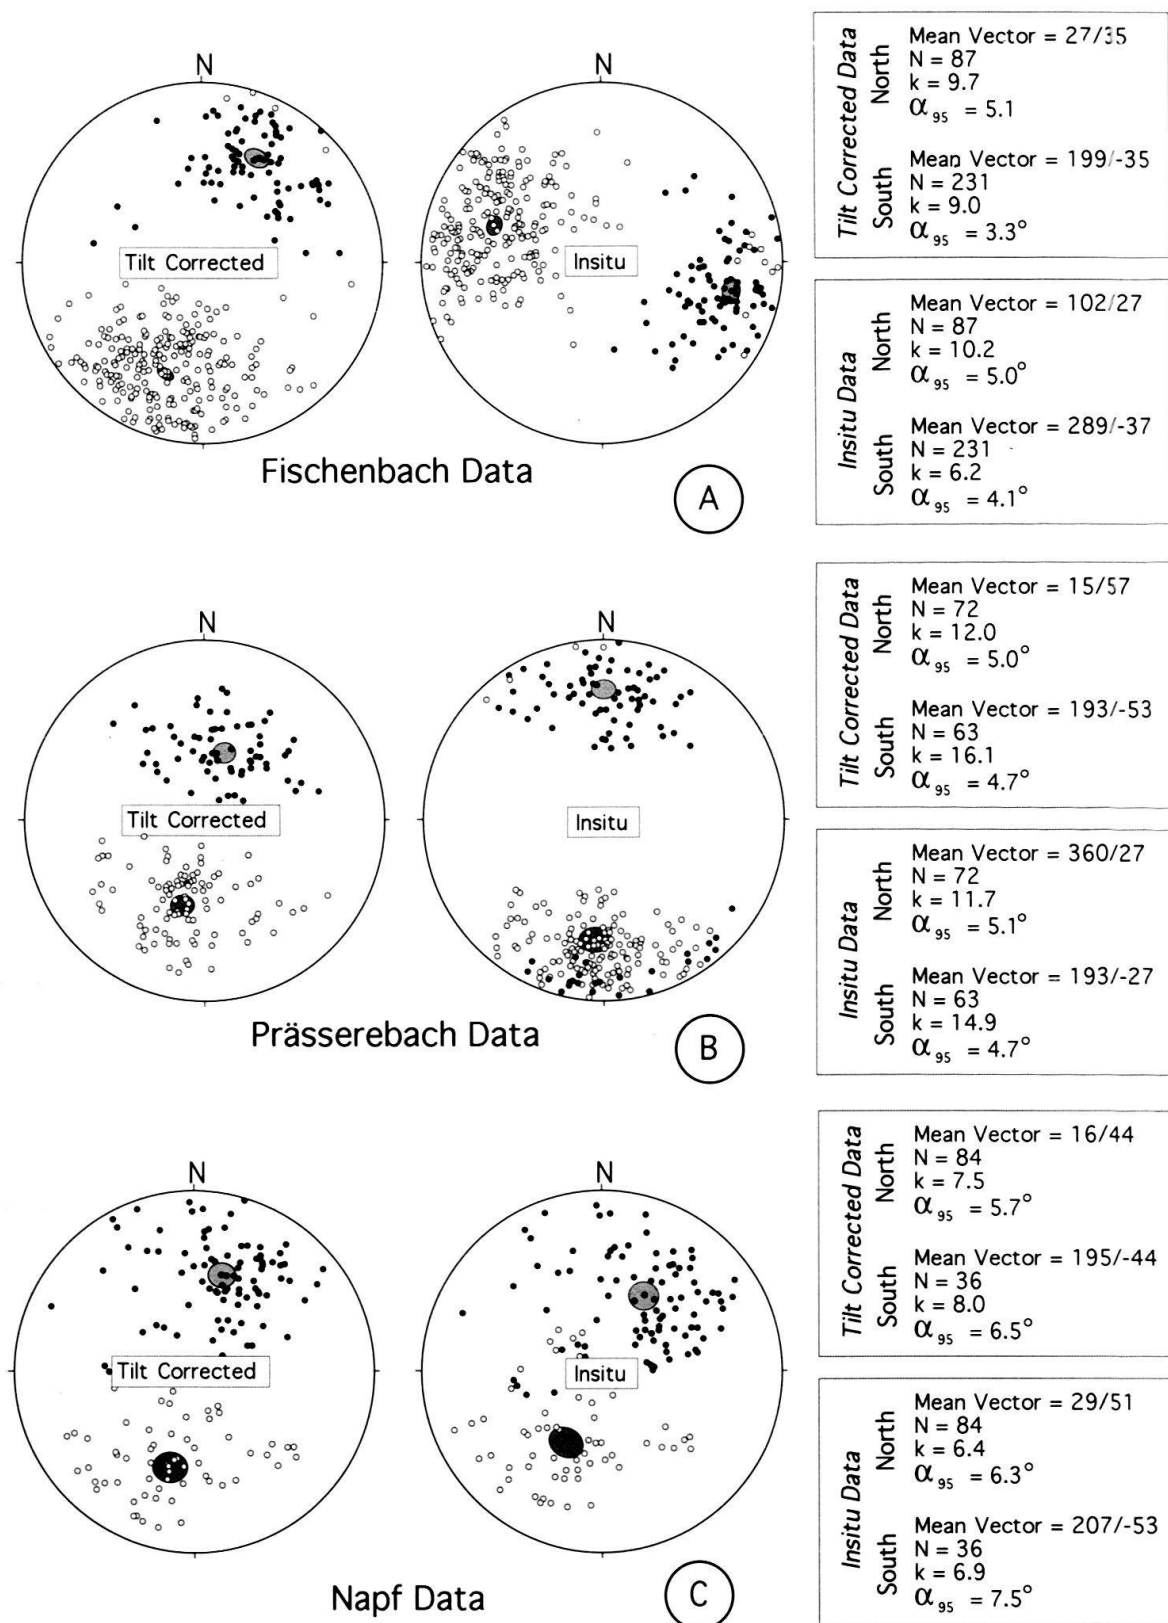 N
N
Tilt Corrected
Insitu
Fischenbach Data
A
Tilt Corrected Data
North
Mean Vector = 27/35
N = 87
k = 9.7
α95 = 5.1
South
Mean Vector = 199/-35
N = 231
k = 9.0
α95 = 3.3°
Insitu Data
North
Mean Vector = 102/27
N = 87
k = 10.2
α95 = 5.0°
South
Mean Vector = 289/-37
N = 231
k = 6.2
α95 = 4.1°
N
N
Tilt Corrected
Insitu
Prässerebach Data
B
Tilt Corrected Data
North
Mean Vector = 15/57
N = 72
k = 12.0
α95 = 5.0°
South
Mean Vector = 193/-53
N = 63
k = 16.1
α95 = 4.7°
Insitu Data
North
Mean Vector = 360/27
N = 72
k = 11.7
α95 = 5.1°
South
Mean Vector = 193/-27
N = 63
k = 14.9
α95 = 4.7°
N
N
Tilt Corrected
Insitu
Napf Data
C
Tilt Corrected Data
North
Mean Vector = 16/44
N = 84
k = 7.5
α95 = 5.7°
South
Mean Vector = 195/-44
N = 36
k = 8.0
α95 = 6.5°
Insitu Data
North
Mean Vector = 29/51
N = 84
k = 6.4
α95 = 6.3°
South
Mean Vector = 207/-53
N = 36
k = 6.9
α95 = 7.5°